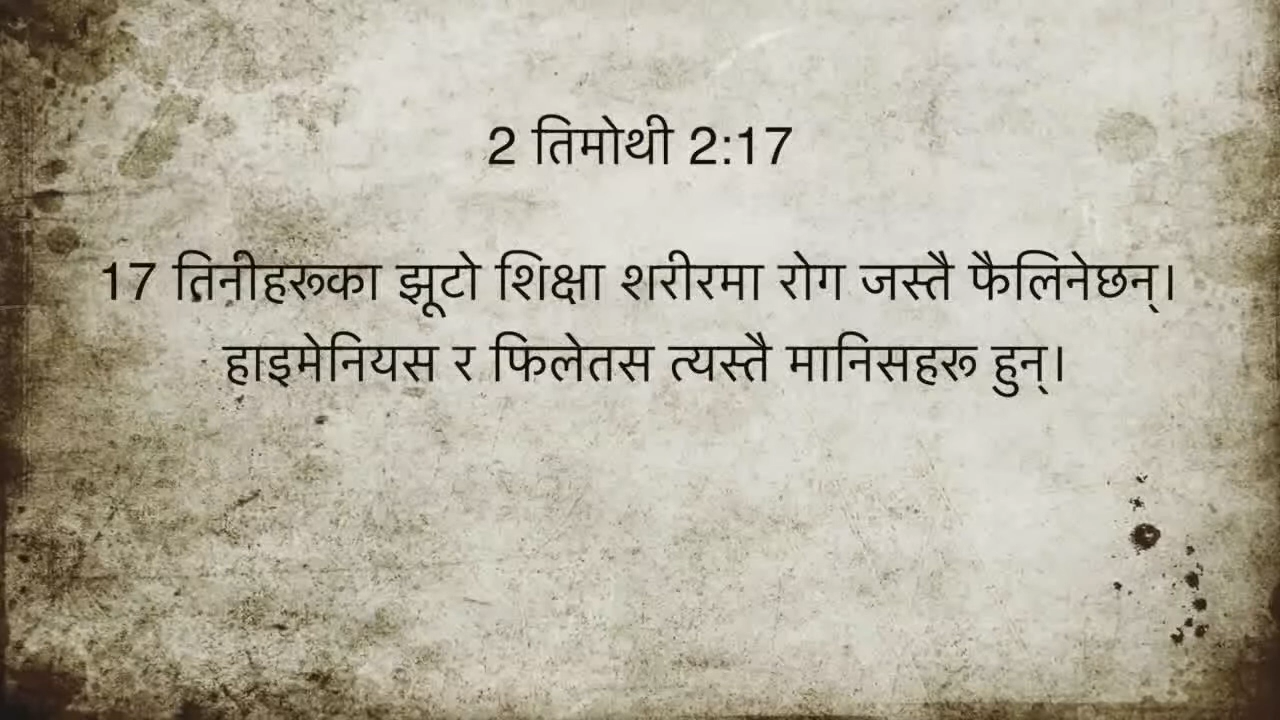 2 तिमोथी 2:17
17 तिनीहरूका झूटो शिक्षा शरीरमा रोग जस्तै फैलिनेछन्।
हाइमेनियस र फिलेतस त्यस्तै मानिसहरू हुन्।